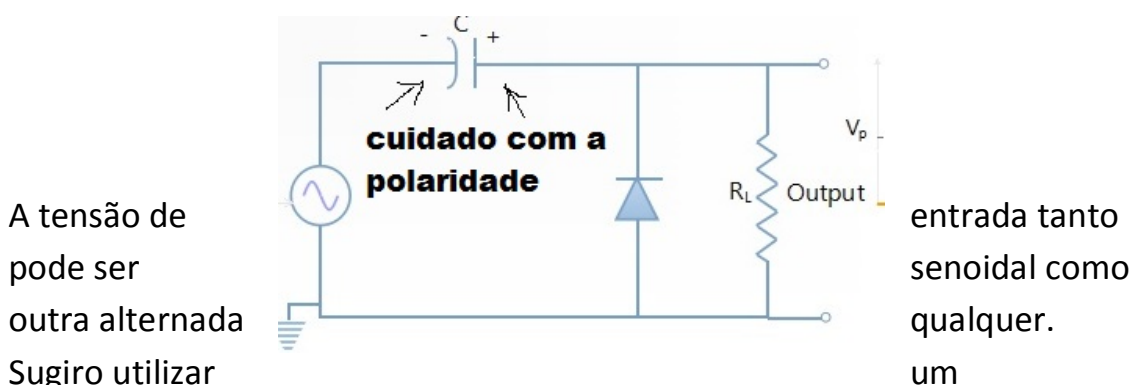 - C +
cuidado com a
polaridade
Vₚ
R_L Output
A tensão de entrada tanto
pode ser senoidal como
outra alternada qualquer.
Sugiro utilizar um